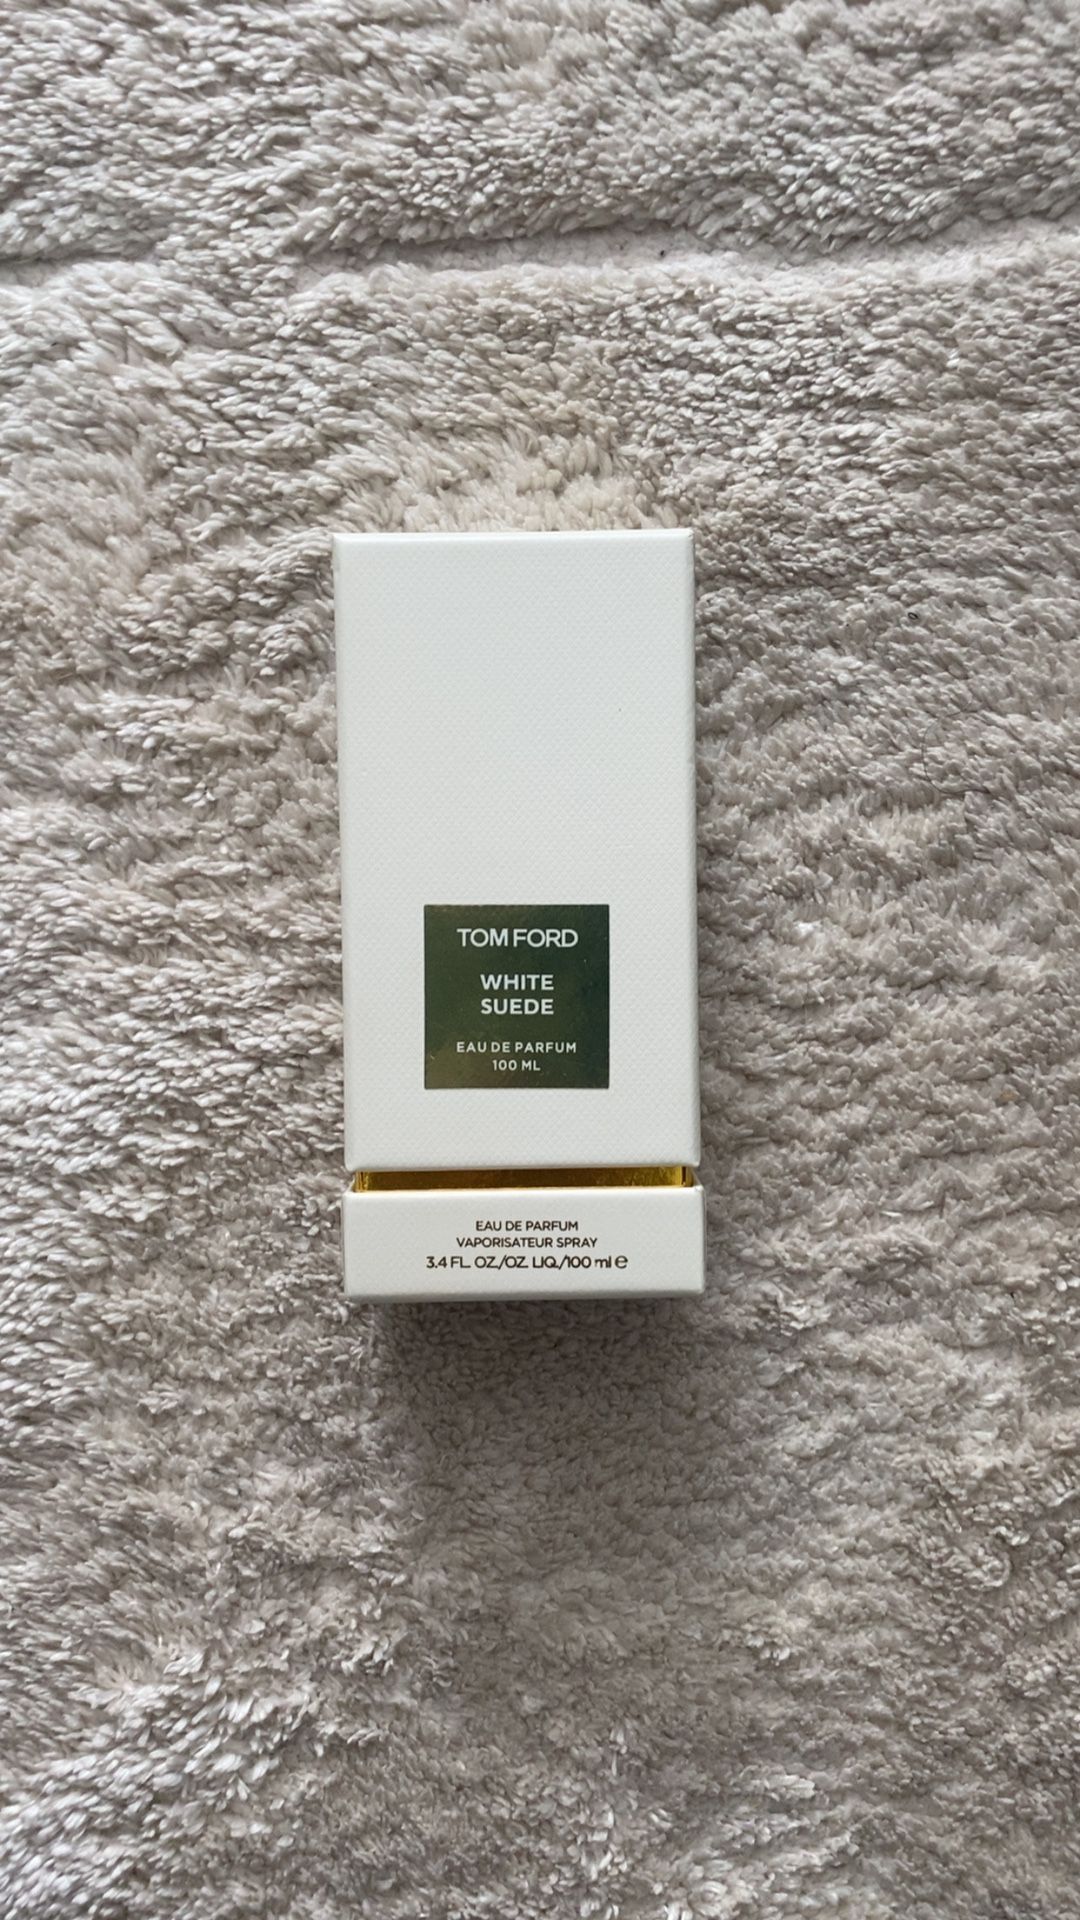 TOM FORD
WHITE
SUEDE
EAU DE PARFUM
100 ML
EAU DE PARFUM
VAPORISATEUR SPRAY
3.4 FL. OZ./OZ. LIQ./100 ml ℮